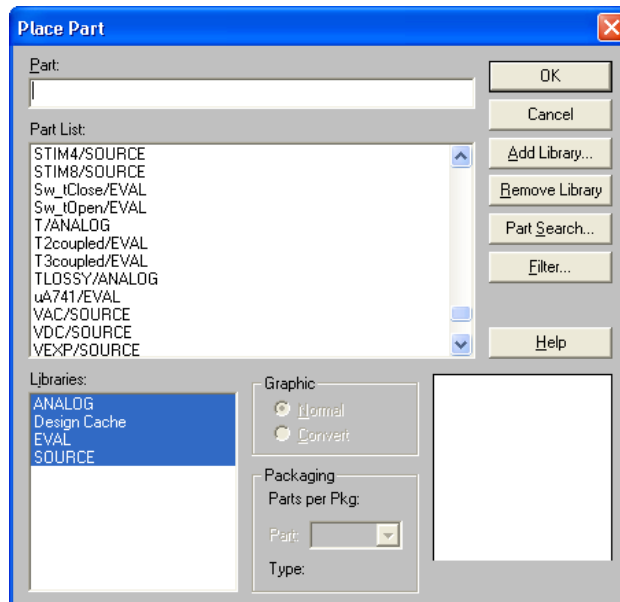 Place Part
Part:
OK
Cancel
Part List:
Add Library...
STIM4/SOURCE
STIM8/SOURCE
Sw_tClose/EVAL
Sw_tOpen/EVAL
T/ANALOG
T2coupled/EVAL
T3coupled/EVAL
TLOSSY/ANALOG
uA741/EVAL
VAC/SOURCE
VDC/SOURCE
VEXP/SOURCE
Remove Library
Part Search...
Filter...
Help
Libraries:
ANALOG
Design Cache
EVAL
SOURCE
Graphic
Normal
Convert
Packaging
Parts per Pkg:
Part:
Type: